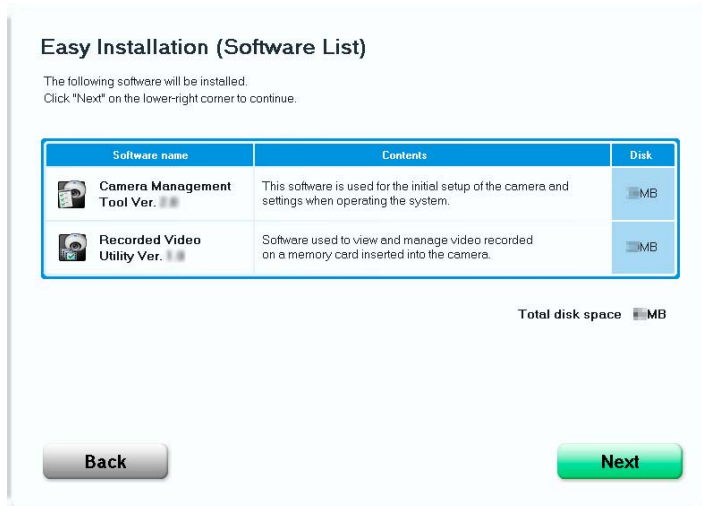 Easy Installation (Software List)
The following software will be installed.
Click "Next" on the lower-right corner to continue.
Software name Contents Disk
Camera Management
Tool Ver.
This software is used for the initial setup of the camera and
settings when operating the system.
MB
Recorded Video
Utility Ver.
Software used to view and manage video recorded
on a memory card inserted into the camera.
MB
Total disk space MB
Back Next